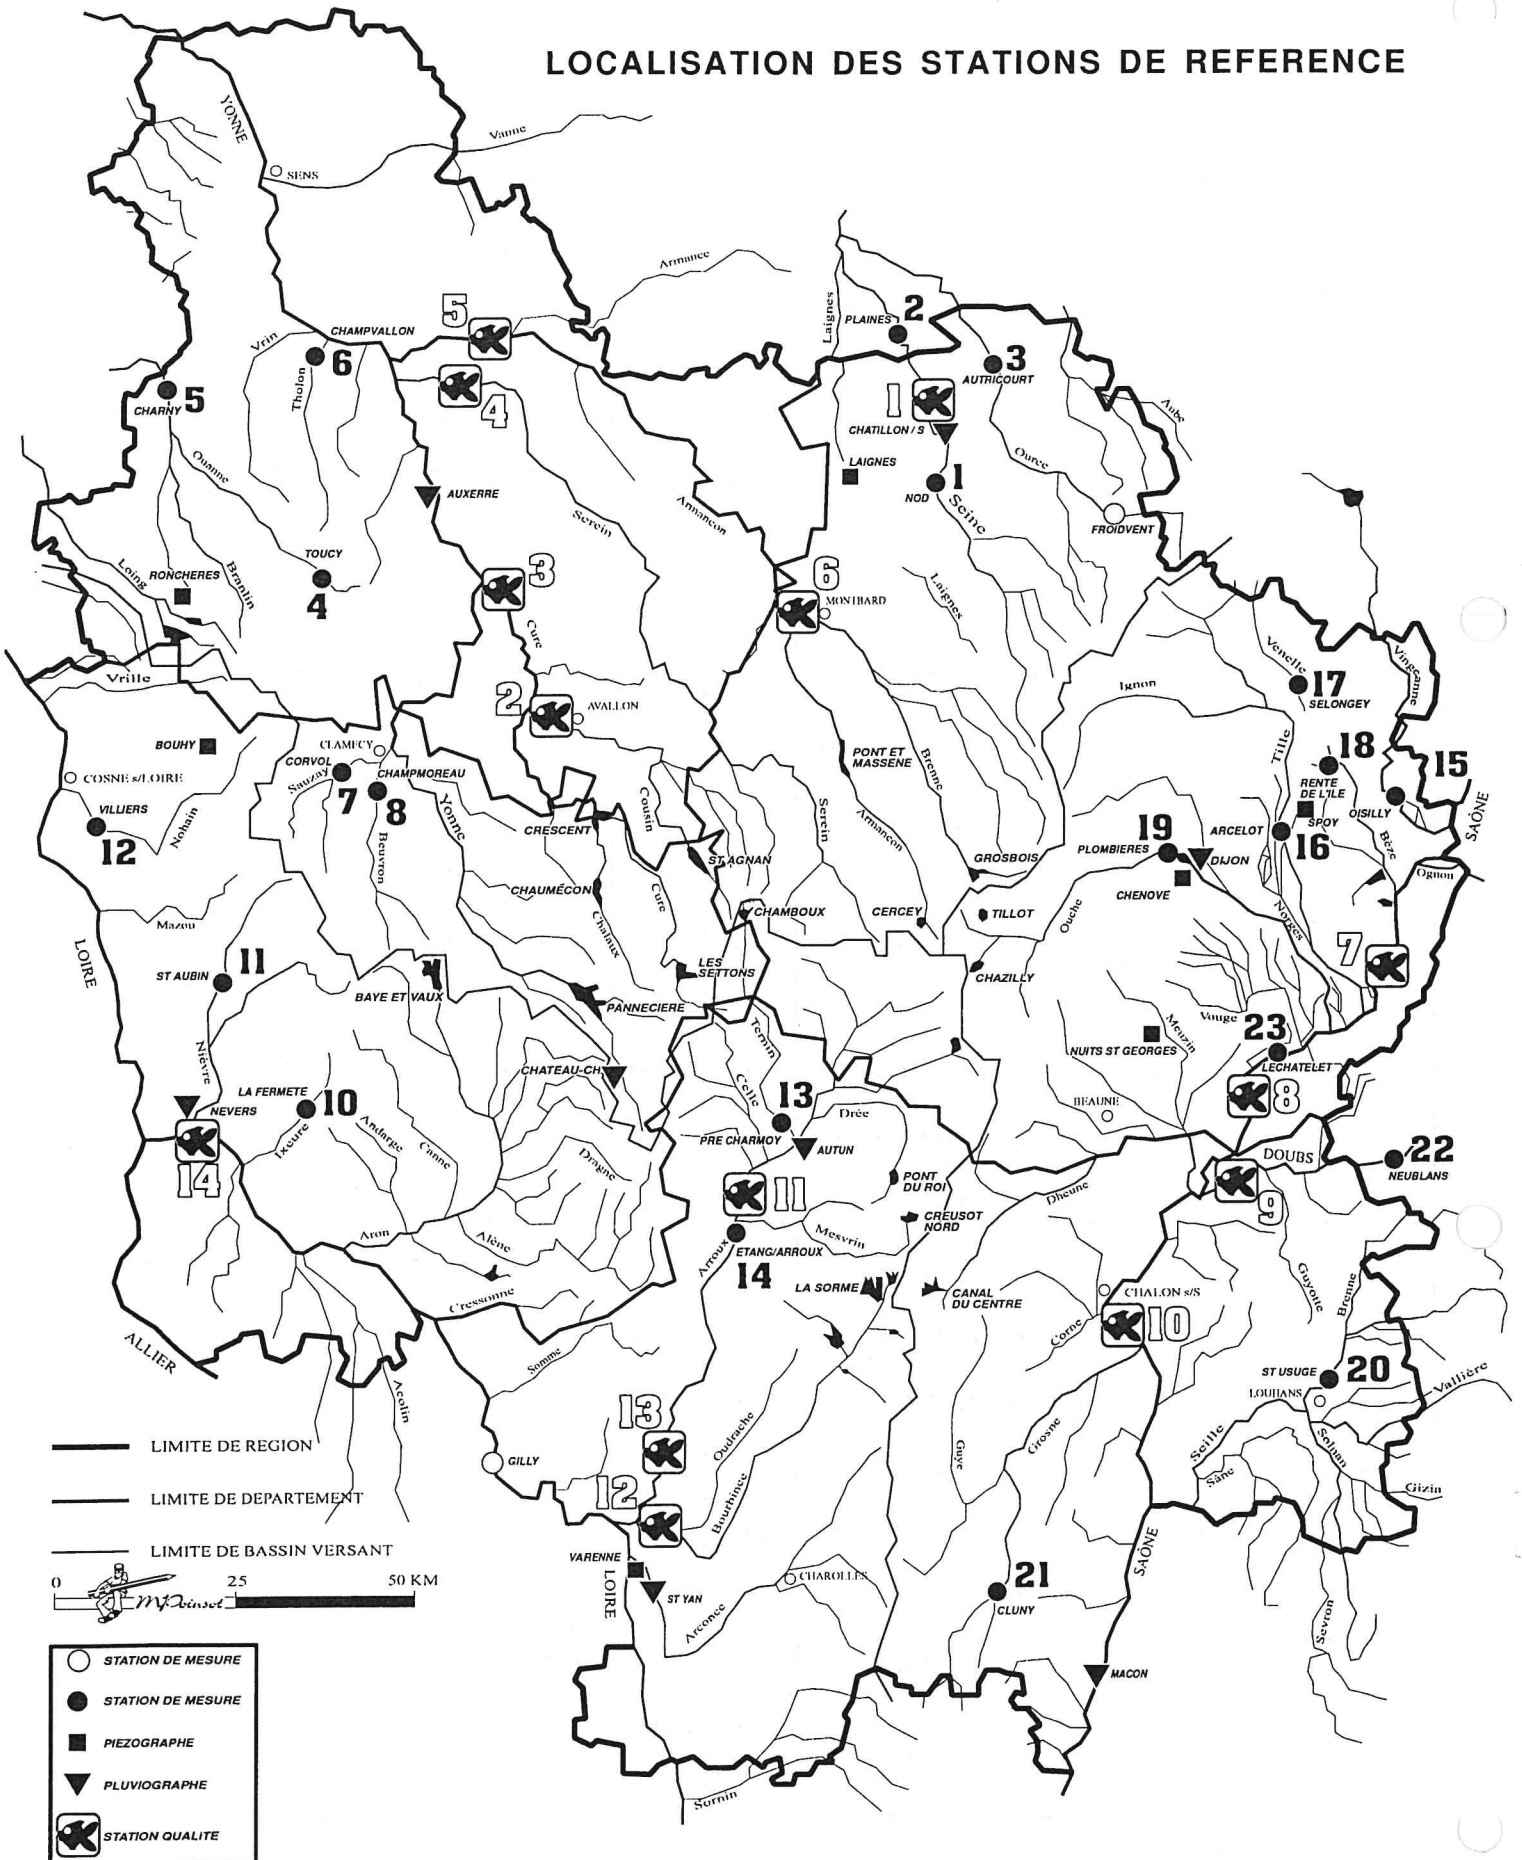 LOCALISATION DES STATIONS DE REFERENCE
YONNE
Vanne
SENS
Armance
5
CHAMPVALLON
Vrin
6
Tholon
4
5
CHARNY
Laignes
2
PLAINES
3
AUTRICOURT
1
CHATILLON / S
Aube
LAIGNES
1
NOD
Seine
Ource
FROIDVENT
Ouanne
AUXERRE
Serein
Armançon
TOUCY
4
Loing
RONCHERES
Branlin
3
Cure
6
MONTBARD
Laignes
Vrille
2
AVALLON
Venelle
17
SELONGEY
Vingeanne
Ignon
BOUHY
CLAMECY
CORVOL
Sauzay
7
CHAMPMOREAU
8
COSNE s/LOIRE
VILLIERS
12
Nohain
Yonne
Beuvron
PONT ET
MASSENE
Brenne
Tille
18
RENTE
DE L'ILE
SPOY
15
OISILLY
SAÔNE
Cousin
CRESCENT
ST AGNAN
Serein
Armançon
GROSBOIS
19
PLOMBIERES
DIJON
CHENOVE
ARCELOT
16
Bèze
Ognon
CHAUMÉCON
Chalaux
Cure
CHAMBOUX
CERCEY
TILLOT
Ouche
Norges
Mazou
LOIRE
11
ST AUBIN
BAYE ET VAUX
LES
SETTONS
PANNECIERE
CHAZILLY
7
Nièvre
Ternin
Celle
Vouge
Meuzin
NUITS ST GEORGES
23
LECHATELET
CHATEAU-CH
LA FERMETE
10
NEVERS
14
Ixeure
Andarge
Canne
Dragne
13
PRE CHARMOY
AUTUN
Drée
BEAUNE
8
DOUBS
22
NEUBLANS
11
PONT
DU ROI
Dheune
9
Aron
Alène
Arroux
Mesvrin
CREUSOT
NORD
ETANG/ARROUX
14
LA SORME
CANAL
DU CENTRE
CHALON s/S
Guyotte
Brenne
Cressonne
ALLIER
Corne
10
Somme
Acolin
ST USUGE
20
LOUHANS
Vallière
13
Oudrache
Guye
Grosne
Seille
Solnan
Sâne
Gizia
LIMITE DE REGION
GILLY
LIMITE DE DEPARTEMENT
12
Bourbince
LIMITE DE BASSIN VERSANT
VARENNE
LOIRE
SAÔNE
0 25 50 KM
ST YAN
CHAROLLES
Arconce
21
CLUNY
Sevron
MACON
Sornin
STATION DE MESURE
STATION DE MESURE
PIEZOGRAPHE
PLUVIOGRAPHE
STATION QUALITE